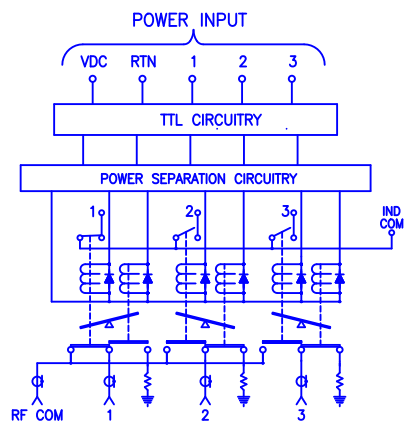 POWER INPUT
VDC RTN 1 2 3
TTL CIRCUITRY
POWER SEPARATION CIRCUITRY
1 2 3 IND
COM
RF COM 1 2 3